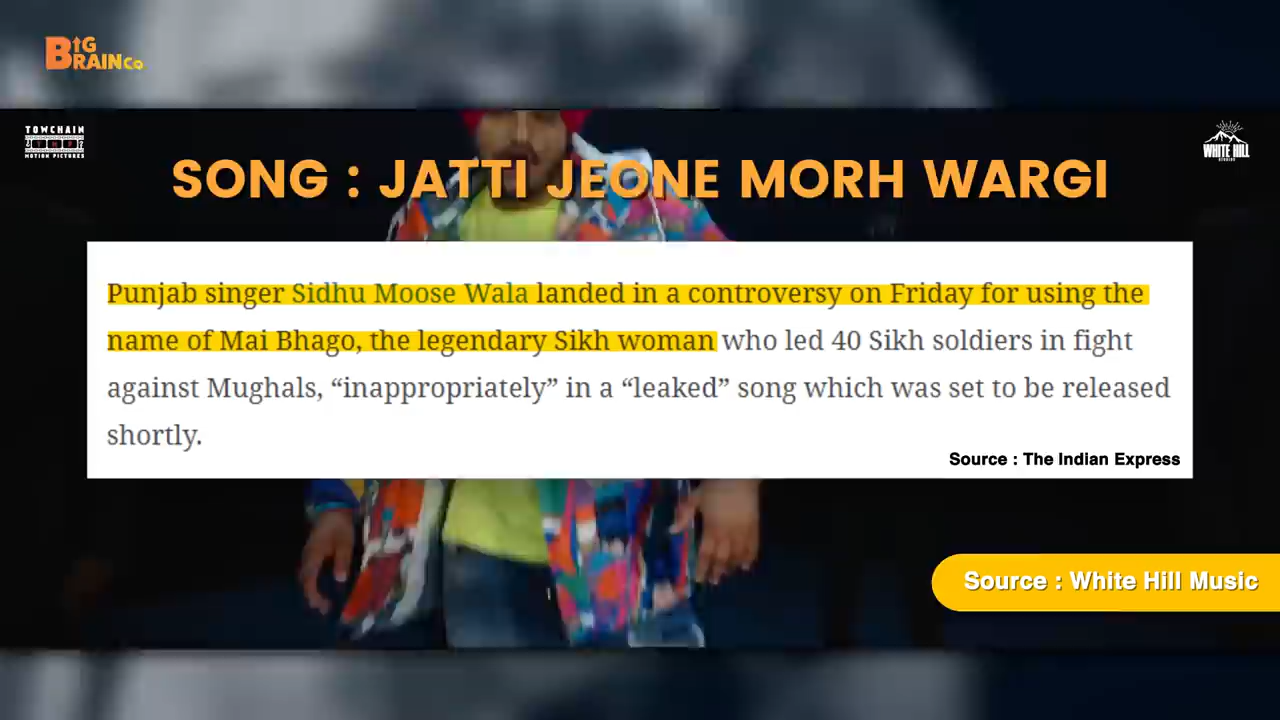 BIG
BRAINCO
TOWCHAIN
TMP
MOTION PICTURES
WHITE HILL
STUDIOS
SONG : JATTI JEONE MORH WARGI
Punjab singer Sidhu Moose Wala landed in a controversy on Friday for using the
name of Mai Bhago, the legendary Sikh woman who led 40 Sikh soldiers in fight
against Mughals, “inappropriately” in a “leaked” song which was set to be released
shortly.
Source : The Indian Express
Source : White Hill Music